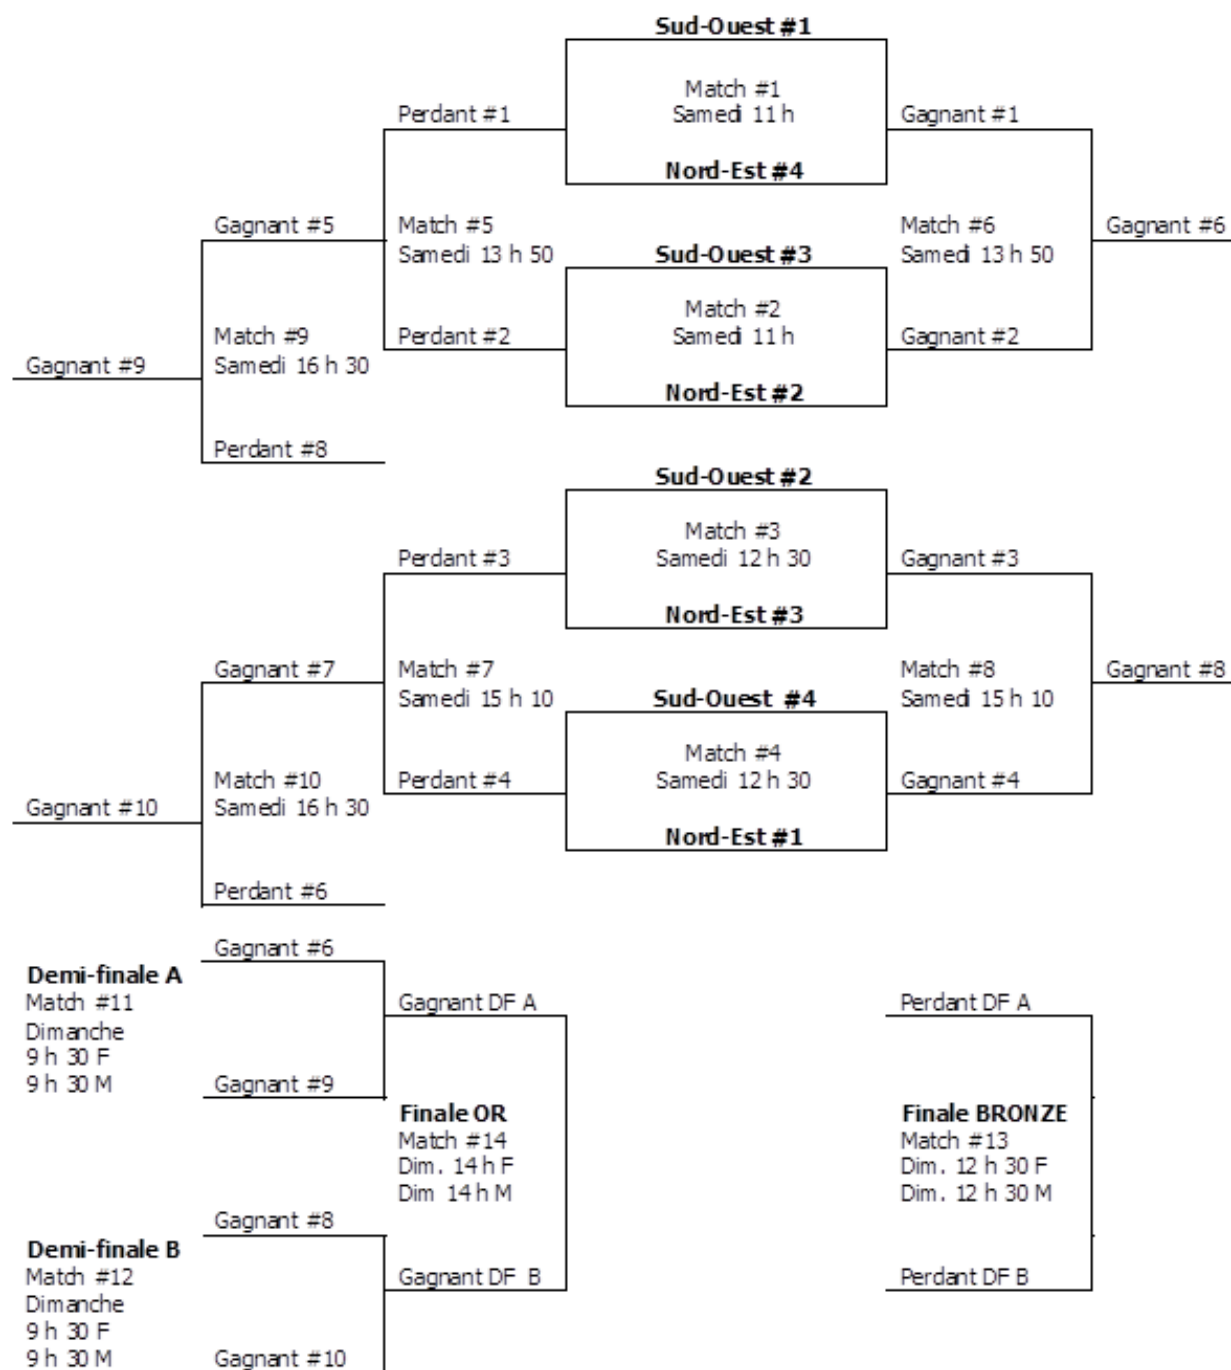 Sud-Ouest #1
Match #1
Perdant #1
Samedi 11 h
Gagnant #1
Nord-Est #4
Gagnant #5
Match #5
Match #6
Gagnant #6
Samedi 13 h 50
Sud-Ouest #3
Samedi 13 h 50
Match #2
Match #9
Perdant #2
Samedi 11h
Gagnant #2
Gagnant #9
Samedi 16 h 30
Nord-Est #2
Perdant #8
Sud-Ouest #2
Match #3
Perdant #3
Samedi 12 h 30
Gagnant #3
Nord-Est #3
Gagnant #7
Match #7
Match #8
Gagnant #8
Samedi 15 h 10
Sud-Ouest #4
Samedi 15 h 10
Match #4
Match #10
Perdant #4
Samedi 12 h 30
Gagnant #4
Gagnant #10
Samedi 16 h 30
Nord-Est #1
Perdant #6
Gagnant #6
Demi-finale A
Match #11
Dimanche
9 h 30 F
9 h 30 M
Gagnant #9
Gagnant DF A
Perdant DF A
Finale OR
Match #14
Dim. 14 h F
Dim 14 h M
Finale BRONZE
Match #13
Dim. 12 h 30 F
Dim. 12 h 30 M
Gagnant #8
Demi-finale B
Match #12
Dimanche
9 h 30 F
9 h 30 M
Gagnant #10
Gagnant DF B
Perdant DF B